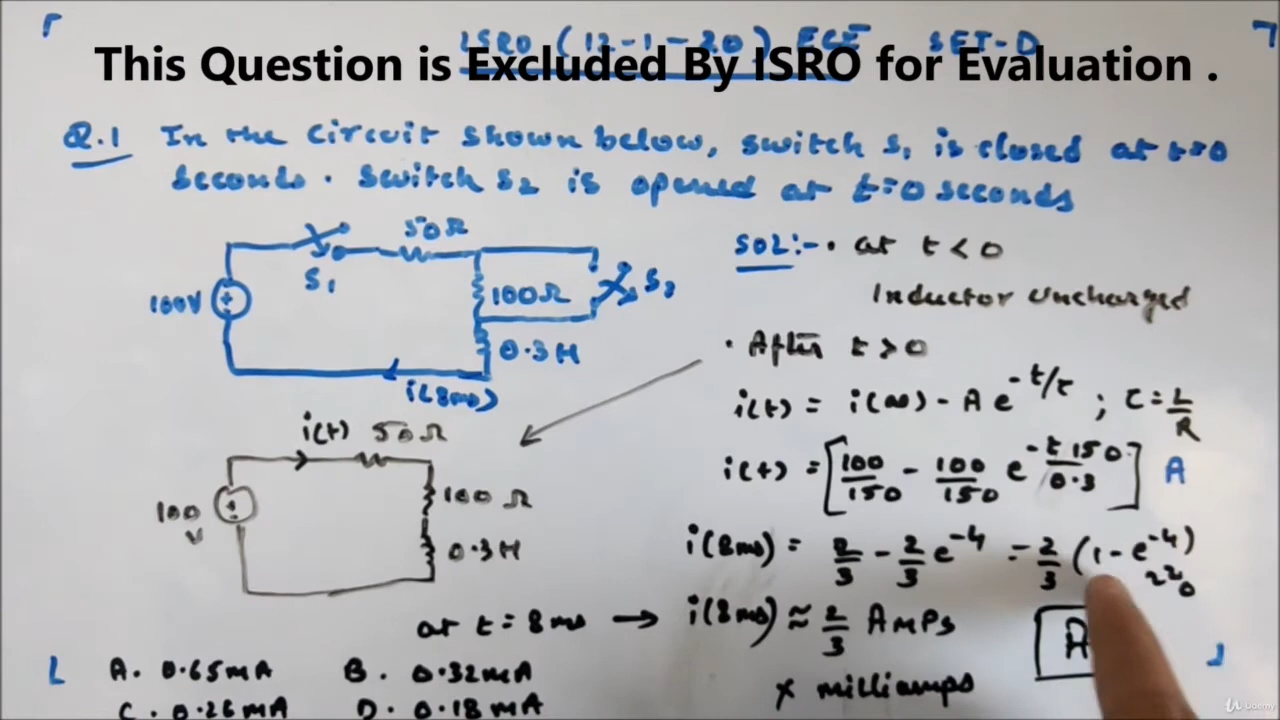 ISRO (12-1-20) ECE SET-D
This Question is Excluded By ISRO for Evaluation .
Q.1 In the circuit shown below, switch S1 is closed at t=0
seconds. Switch S2 is opened at t=0 seconds
50Ω
S1
100V
100Ω
S2
0.3H
i(8ms)
SOL:- • at t < 0
Inductor Uncharged
• After t > 0
i(t) = i(∞) - A e^-t/τ ; τ = L/R
i(t) = [100/150 - 100/150 e^-t 150/0.3] A
i(8ms) = 2/3 - 2/3 e^-4 = 2/3 (1 - e^-4)
≈ 0
i(t) 50Ω
100 V
100 Ω
0.3H
at t = 8ms → i(8ms) ≈ 2/3 Amps
x milliamps
A
A. 0.65mA B. 0.32mA
C. 0.26mA D. 0.18mA
Udemy